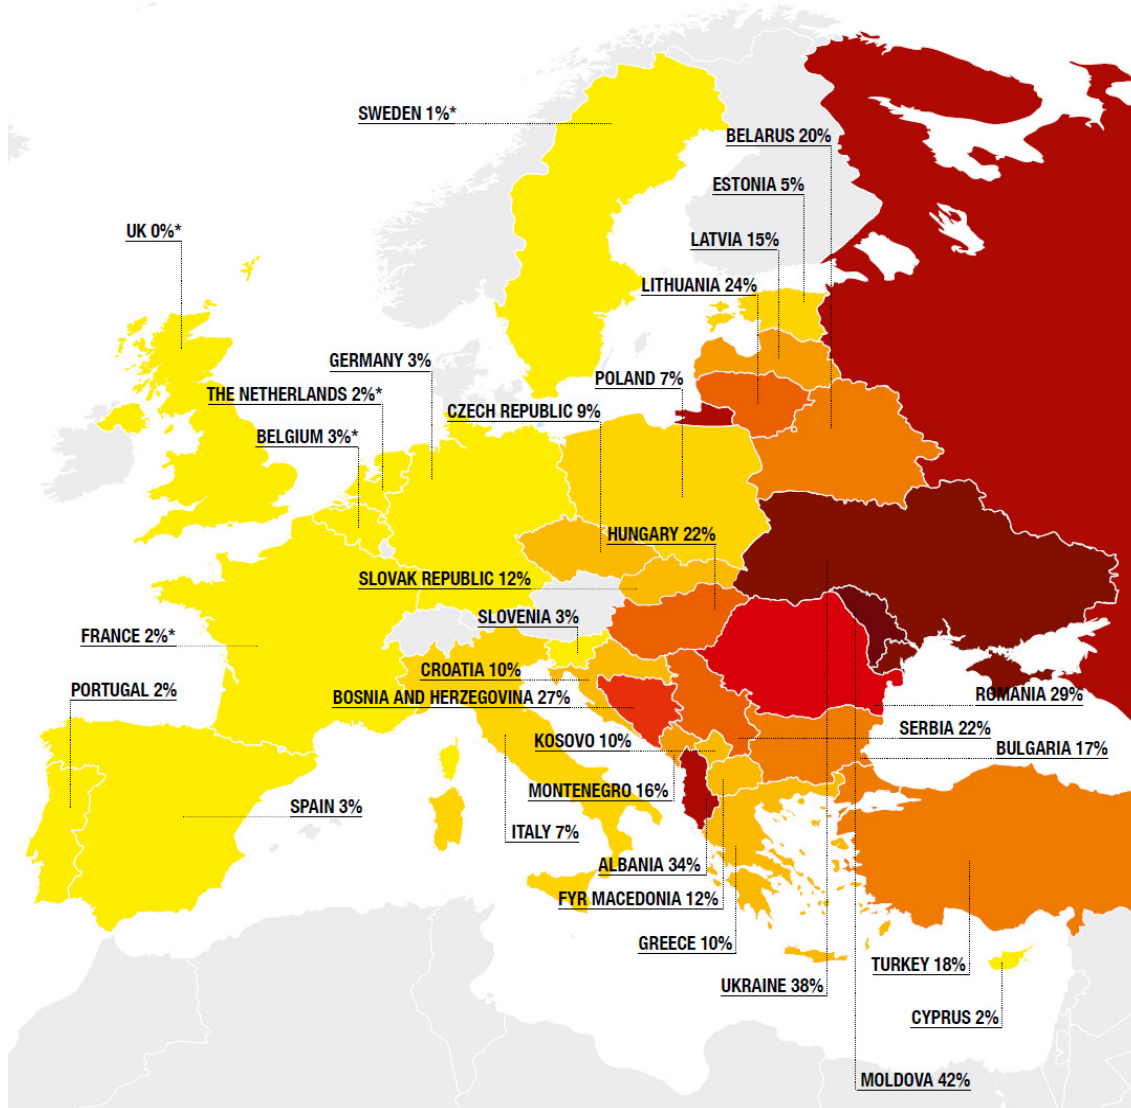 SWEDEN 1%*
BELARUS 20%
ESTONIA 5%
UK 0%*
LATVIA 15%
LITHUANIA 24%
GERMANY 3%
POLAND 7%
THE NETHERLANDS 2%*
CZECH REPUBLIC 9%
BELGIUM 3%*
HUNGARY 22%
SLOVAK REPUBLIC 12%
SLOVENIA 3%
FRANCE 2%*
CROATIA 10%
PORTUGAL 2%
BOSNIA AND HERZEGOVINA 27%
ROMANIA 29%
SERBIA 22%
KOSOVO 10%
BULGARIA 17%
MONTENEGRO 16%
SPAIN 3%
ITALY 7%
ALBANIA 34%
FYR MACEDONIA 12%
GREECE 10%
TURKEY 18%
UKRAINE 38%
CYPRUS 2%
MOLDOVA 42%